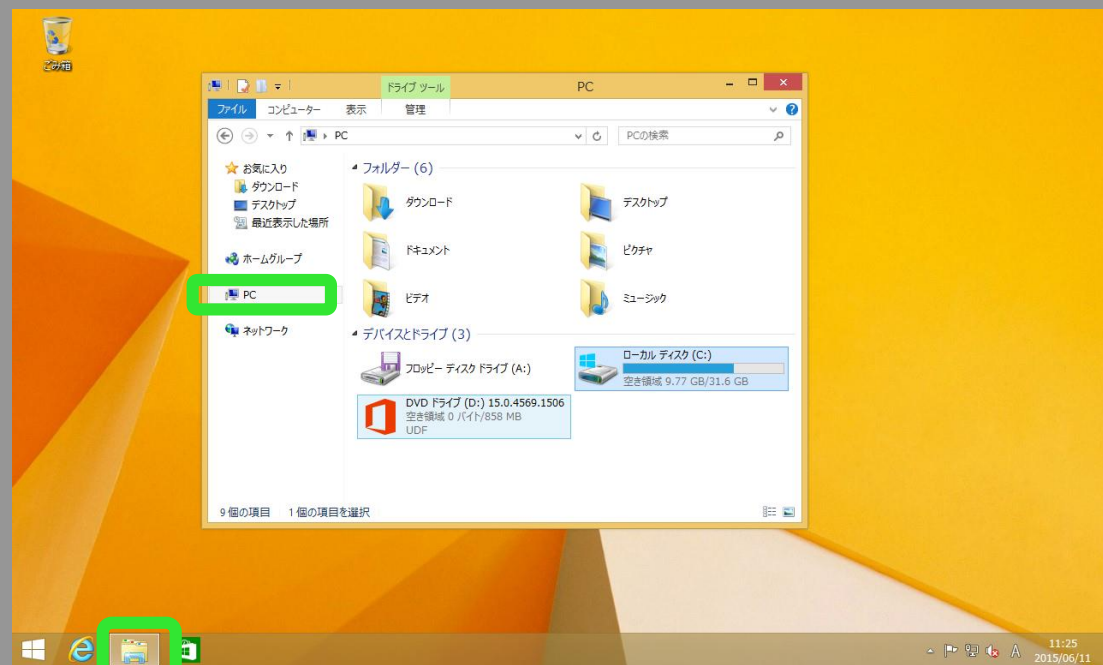 ごみ箱
ドライブ ツール
PC
ファイル
コンピューター
表示
管理
PC
PCの検索
お気に入り
ダウンロード
デスクトップ
最近表示した場所
ホームグループ
PC
ネットワーク
フォルダー (6)
ダウンロード
デスクトップ
ドキュメント
ピクチャ
ビデオ
ミュージック
デバイスとドライブ (3)
フロッピー ディスク ドライブ (A:)
ローカル ディスク (C:)
空き領域 9.77 GB/31.6 GB
DVD ドライブ (D:) 15.0.4569.1506
空き領域 0 バイト/858 MB
UDF
9 個の項目 1 個の項目を選択
A
11:25
2015/06/11